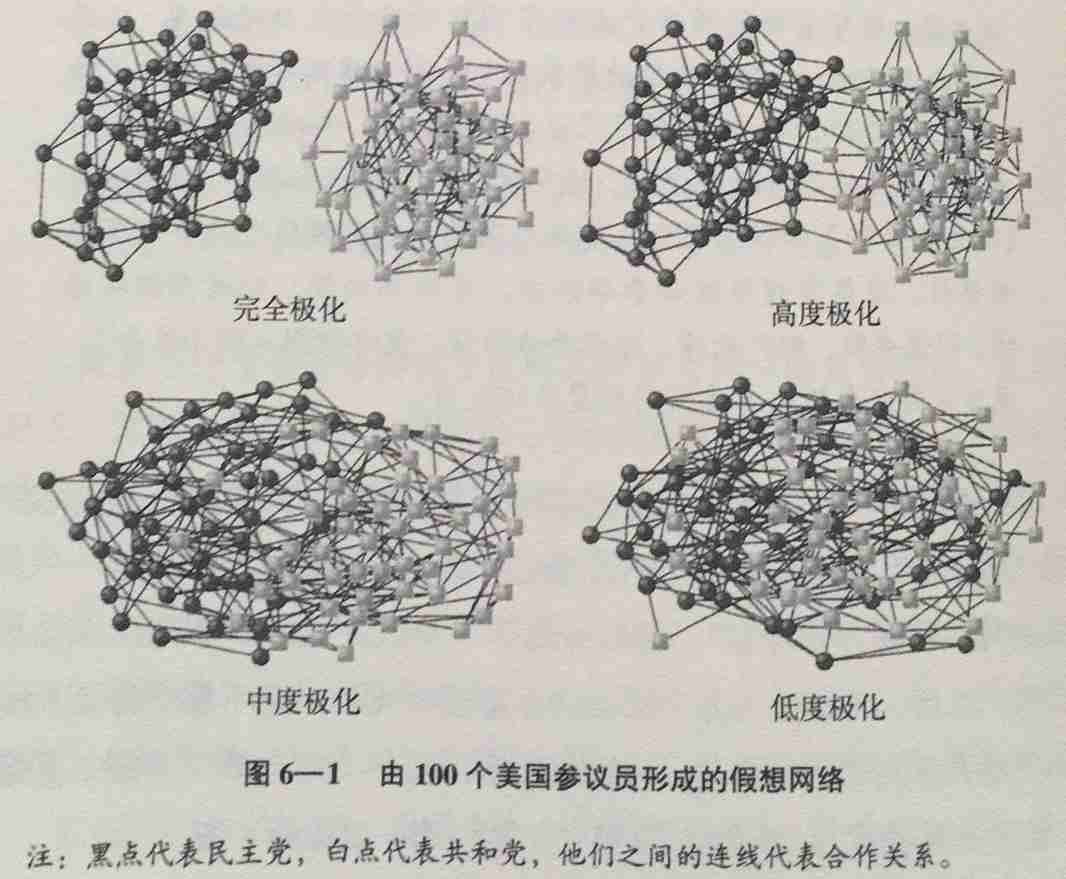 完全极化
高度极化
中度极化
低度极化
图 6—1 由 100 个美国参议员形成的假想网络
注：黑点代表民主党，白点代表共和党，他们之间的连线代表合作关系。